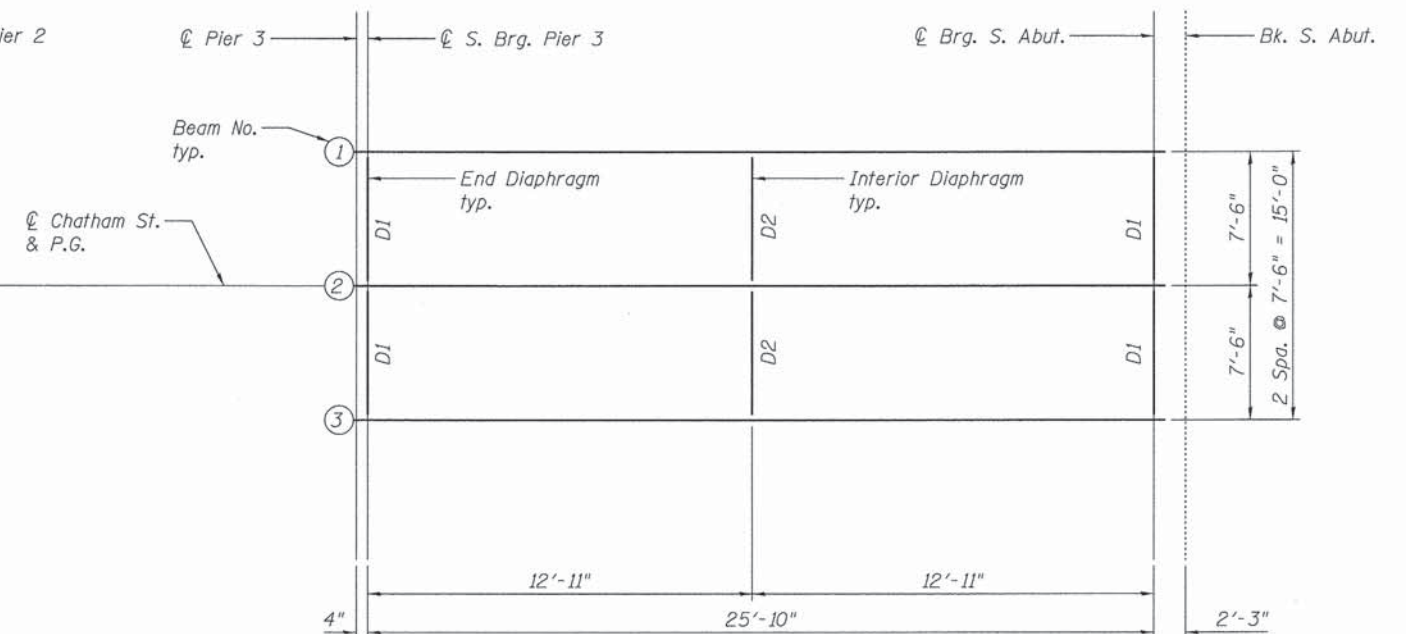 ier 2
℄ Pier 3
℄ S. Brg. Pier 3
℄ Brg. S. Abut.
Bk. S. Abut.
Beam No.
typ.
1
End Diaphragm
typ.
Interior Diaphragm
typ.
℄ Chatham St.
& P.G.
D1
D2
D1
7'-6"
2 Spa. @ 7'-6" = 15'-0"
2
D1
D2
D1
7'-6"
3
12'-11"
12'-11"
4"
25'-10"
2'-3"